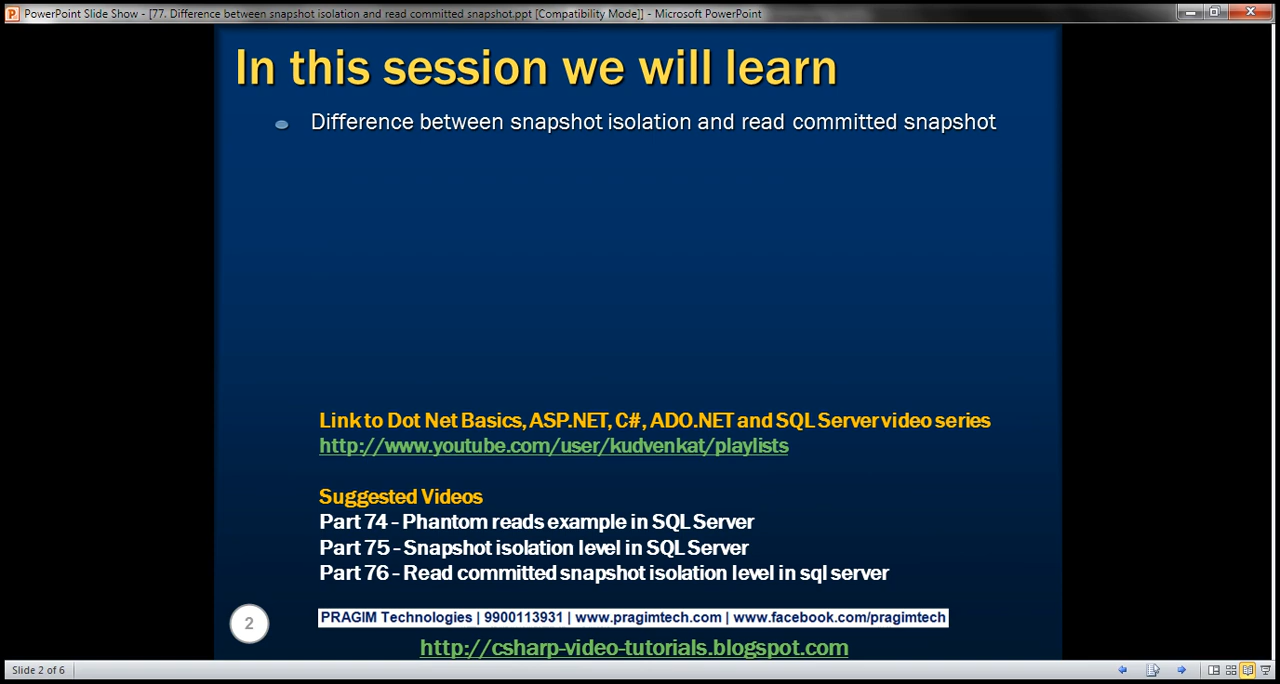 PowerPoint Slide Show - [77. Difference between snapshot isolation and read committed snapshot.ppt [Compatibility Mode]] - Microsoft PowerPoint
In this session we will learn
Difference between snapshot isolation and read committed snapshot
Link to Dot Net Basics, ASP.NET, C#, ADO.NET and SQL Server video series
http://www.youtube.com/user/kudvenkat/playlists
Suggested Videos
Part 74 - Phantom reads example in SQL Server
Part 75 - Snapshot isolation level in SQL Server
Part 76 - Read committed snapshot isolation level in sql server
2
PRAGIM Technologies | 9900113931 | www.pragimtech.com | www.facebook.com/pragimtech
http://csharp-video-tutorials.blogspot.com
Slide 2 of 6